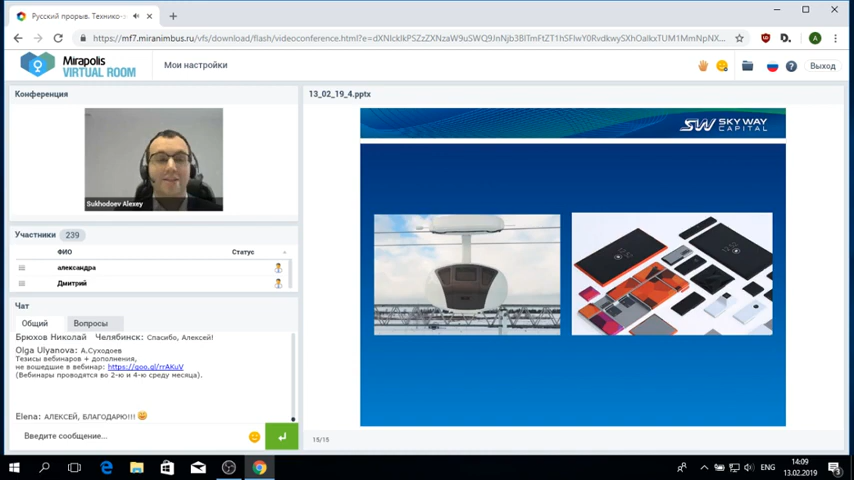 Русский прорыв. Технико-
https://mf7.miranimbus.ru/vfs/download/flash/videoconference.html?e=
Mirapolis
VIRTUAL ROOM
Мои настройки
Выход
Конференция
Sukhodoev Alexey
Участники 239
ФИО Статус
александра
Дмитрий
Чат
Общий Вопросы
Брюхов Николай Челябинск: Спасибо, Алексей!
Olga Ulyanova: А.Суходоев
Тезисы вебинаров + дополнения,
не вошедшие в вебинар: https://goo.gl/rrAKuV
(Вебинары проводятся во 2-ю и 4-ю среду месяца).
Elena: АЛЕКСЕЙ, БЛАГОДАРЮ!!!
Введите сообщение...
13_02_19_4.pptx
SW SKY WAY
CAPITAL
15/15
ENG
14:09
13.02.2019